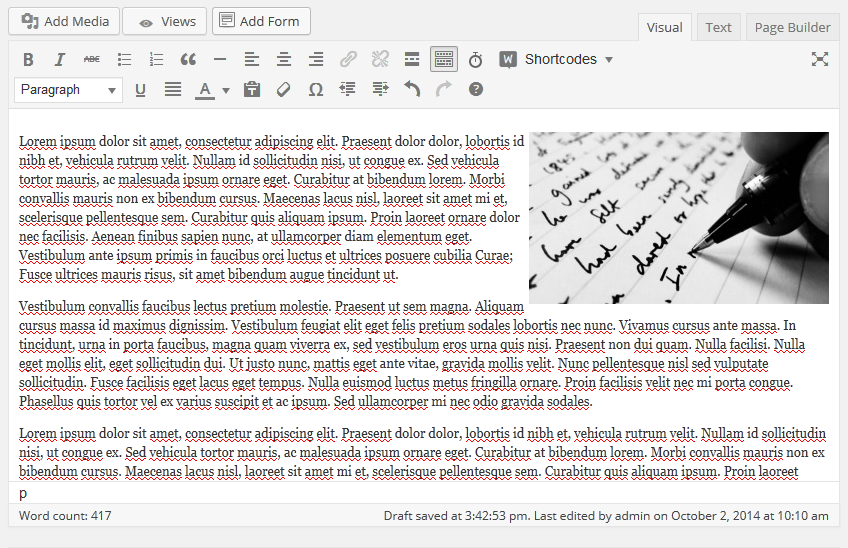 Add Media Views Add Form
Visual Text Page Builder
B I ABC W Shortcodes
Paragraph U A T Ω ?
Lorem ipsum dolor sit amet, consectetur adipiscing elit. Praesent dolor dolor, lobortis id
nibh et, vehicula rutrum velit. Nullam id sollicitudin nisi, ut congue ex. Sed vehicula
tortor mauris, ac malesuada ipsum ornare eget. Curabitur at bibendum lorem. Morbi
convallis mauris non ex bibendum cursus. Maecenas lacus nisl, laoreet sit amet mi et,
scelerisque pellentesque sem. Curabitur quis aliquam ipsum. Proin laoreet ornare dolor
nec facilisis. Aenean finibus sapien nunc, at ullamcorper diam elementum eget.
Vestibulum ante ipsum primis in faucibus orci luctus et ultrices posuere cubilia Curae;
Fusce ultrices mauris risus, sit amet bibendum augue tincidunt ut.
he was
have felt
had been surely
dared
In
Vestibulum convallis faucibus lectus pretium molestie. Praesent ut sem magna. Aliquam
cursus massa id maximus dignissim. Vestibulum feugiat elit eget felis pretium sodales lobortis nec nunc. Vivamus cursus ante massa. In
tincidunt, urna in porta faucibus, magna quam viverra ex, sed vestibulum eros urna quis nisi. Praesent non dui quam. Nulla facilisi. Nulla
eget mollis elit, eget sollicitudin dui. Ut justo nunc, mattis eget ante vitae, gravida mollis velit. Nunc pellentesque nisl sed vulputate
sollicitudin. Fusce facilisis eget lacus eget tempus. Nulla euismod luctus metus fringilla ornare. Proin facilisis velit nec mi porta congue.
Phasellus quis tortor vel ex varius suscipit et ac ipsum. Sed ullamcorper mi nec odio gravida sodales.
Lorem ipsum dolor sit amet, consectetur adipiscing elit. Praesent dolor dolor, lobortis id nibh et, vehicula rutrum velit. Nullam id sollicitudin
nisi, ut congue ex. Sed vehicula tortor mauris, ac malesuada ipsum ornare eget. Curabitur at bibendum lorem. Morbi convallis mauris non ex
bibendum cursus. Maecenas lacus nisl, laoreet sit amet mi et, scelerisque pellentesque sem. Curabitur quis aliquam ipsum. Proin laoreet
p
Word count: 417 Draft saved at 3:42:53 pm. Last edited by admin on October 2, 2014 at 10:10 am